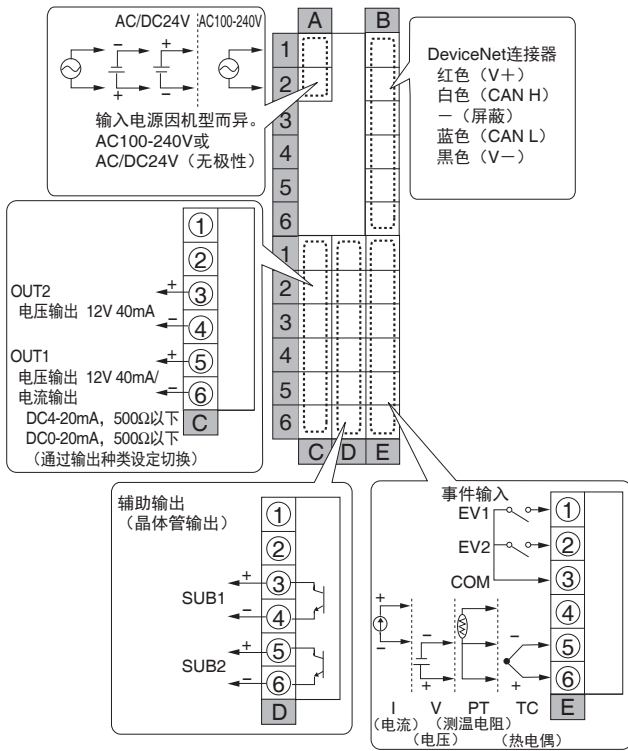 AC/DC24V AC100-240V
输入电源因机型而异。
AC100-240V或
AC/DC24V（无极性）
A B
1
2
3
4
5
6
1
2
3
4
5
6
C D E
DeviceNet连接器
红色（V＋）
白色（CAN H）
－（屏蔽）
蓝色（CAN L）
黑色（V－）
①
②
OUT2 + ③
电压输出 12V 40mA
− ④
OUT1 + ⑤
电压输出 12V 40mA/
电流输出 − ⑥
DC4-20mA，500Ω以下 C
DC0-20mA，500Ω以下
（通过输出种类设定切换）
辅助输出
（晶体管输出）
①
②
SUB1 + ③
− ④
SUB2 + ⑤
− ⑥
D
事件输入
EV1 ①
EV2 ②
COM ③
④
⑤
⑥
I V PT TC E
（电流） （测温电阻）
（电压） （热电偶）